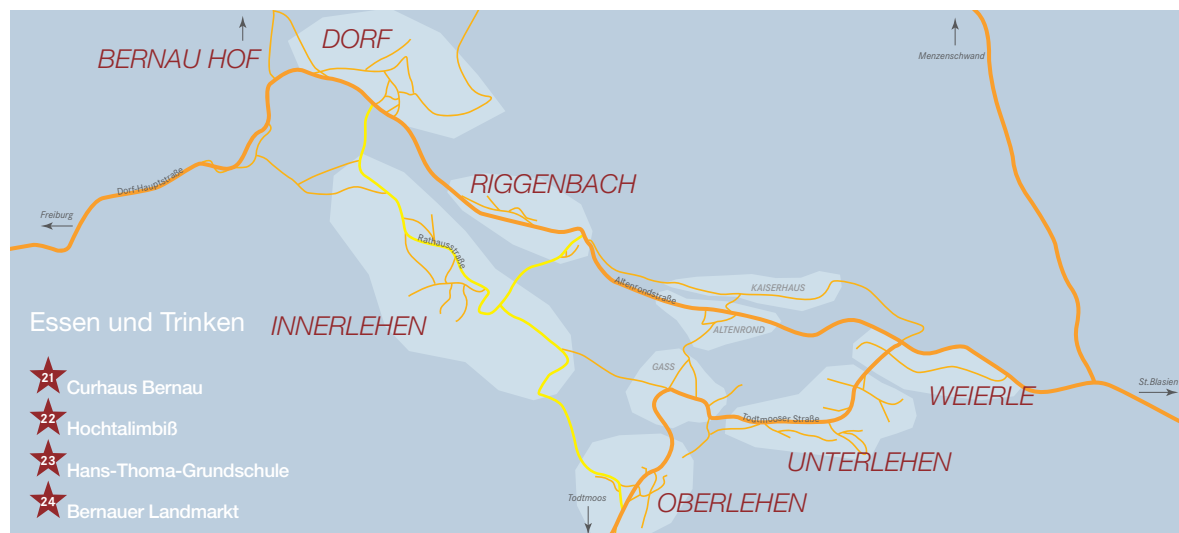 BERNAU HOF
DORF
Menzenschwand
RIGGENBACH
Dorf-Hauptstraße
Freiburg
Rathausstraße
Altenrondstraße
KAISERHAUS
ALTENROND
INNERLEHEN
GASS
WEIERLE
St.Blasien
Todtmooser Straße
UNTERLEHEN
OBERLEHEN
Todtmoos
Essen und Trinken
21 Curhaus Bernau
22 Hochtalimbiß
23 Hans-Thoma-Grundschule
24 Bernauer Landmarkt